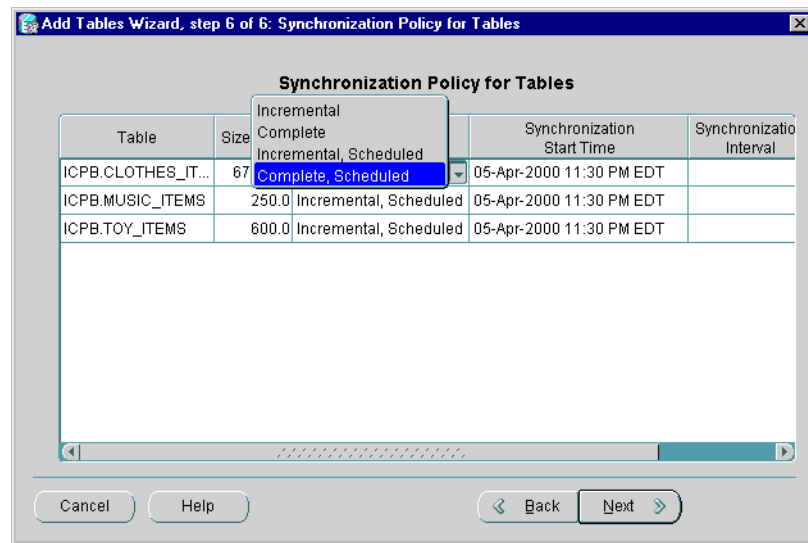 Add Tables Wizard, step 6 of 6: Synchronization Policy for Tables
Synchronization Policy for Tables
Table
Size
Synchronization
Start Time
Synchronizatio
Interval
Incremental
Complete
Incremental, Scheduled
Complete, Scheduled
ICPB.CLOTHES_IT... 67 05-Apr-2000 11:30 PM EDT
ICPB.MUSIC_ITEMS 250.0 Incremental, Scheduled 05-Apr-2000 11:30 PM EDT
ICPB.TOY_ITEMS 600.0 Incremental, Scheduled 05-Apr-2000 11:30 PM EDT
Cancel Help Back Next